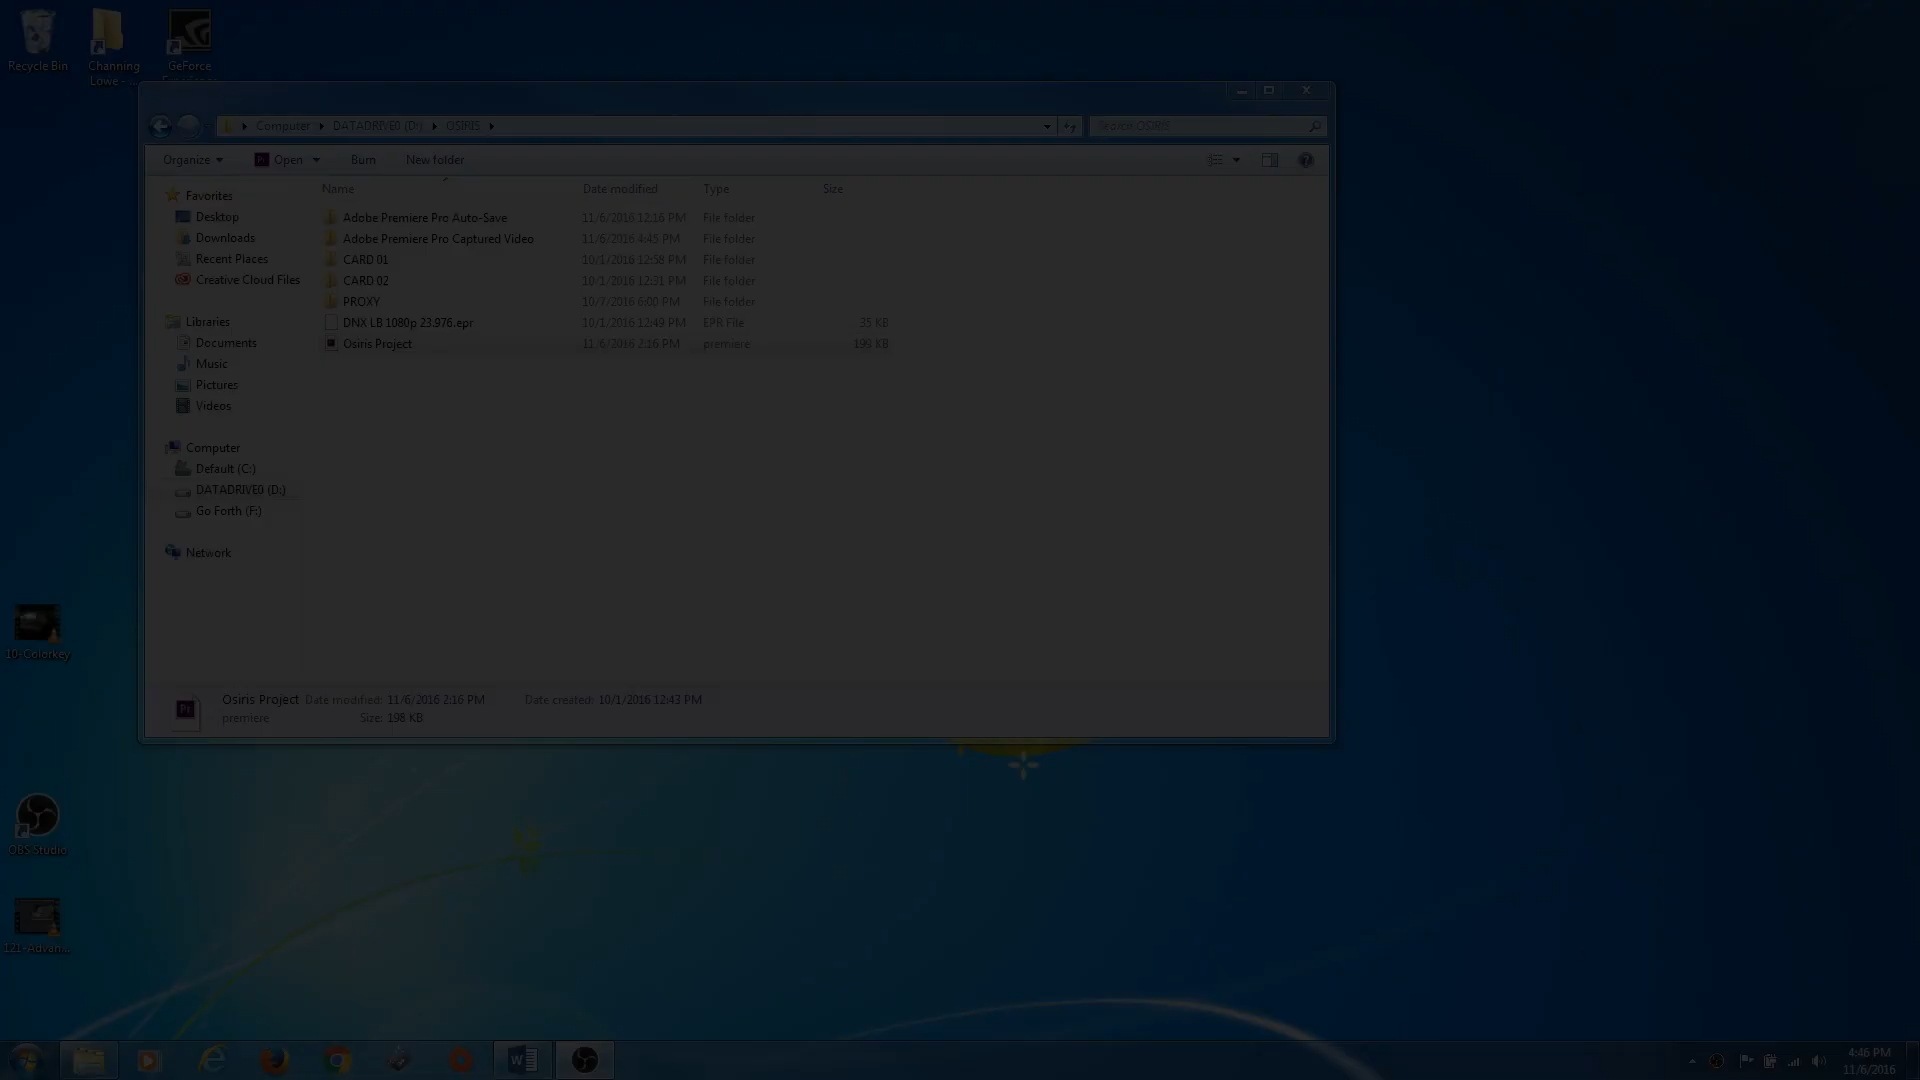 Recycle Bin
Channing
Lowe - ...
GeForce
Experience
Computer DATADRIVE0 (D:) OSIRIS
Search OSIRIS
Organize Open Burn New folder
Name Date modified Type Size
Favorites
Desktop
Downloads
Recent Places
Creative Cloud Files
Libraries
Documents
Music
Pictures
Videos
Computer
Default (C:)
DATADRIVE0 (D:)
Go Forth (F:)
Network
Adobe Premiere Pro Auto-Save 11/6/2016 12:16 PM File folder
Adobe Premiere Pro Captured Video 11/6/2016 4:45 PM File folder
CARD 01 10/1/2016 12:58 PM File folder
CARD 02 10/1/2016 12:31 PM File folder
PROXY 10/7/2016 6:00 PM File folder
DNX LB 1080p 23.976.epr 10/1/2016 12:49 PM EPR File 35 KB
Osiris Project 11/6/2016 2:16 PM premiere 199 KB
Pr
Osiris Project Date modified: 11/6/2016 2:16 PM Date created: 10/1/2016 12:43 PM
premiere Size: 198 KB
10-Colorkey
OBS Studio
121-Advan...
4:46 PM
11/6/2016